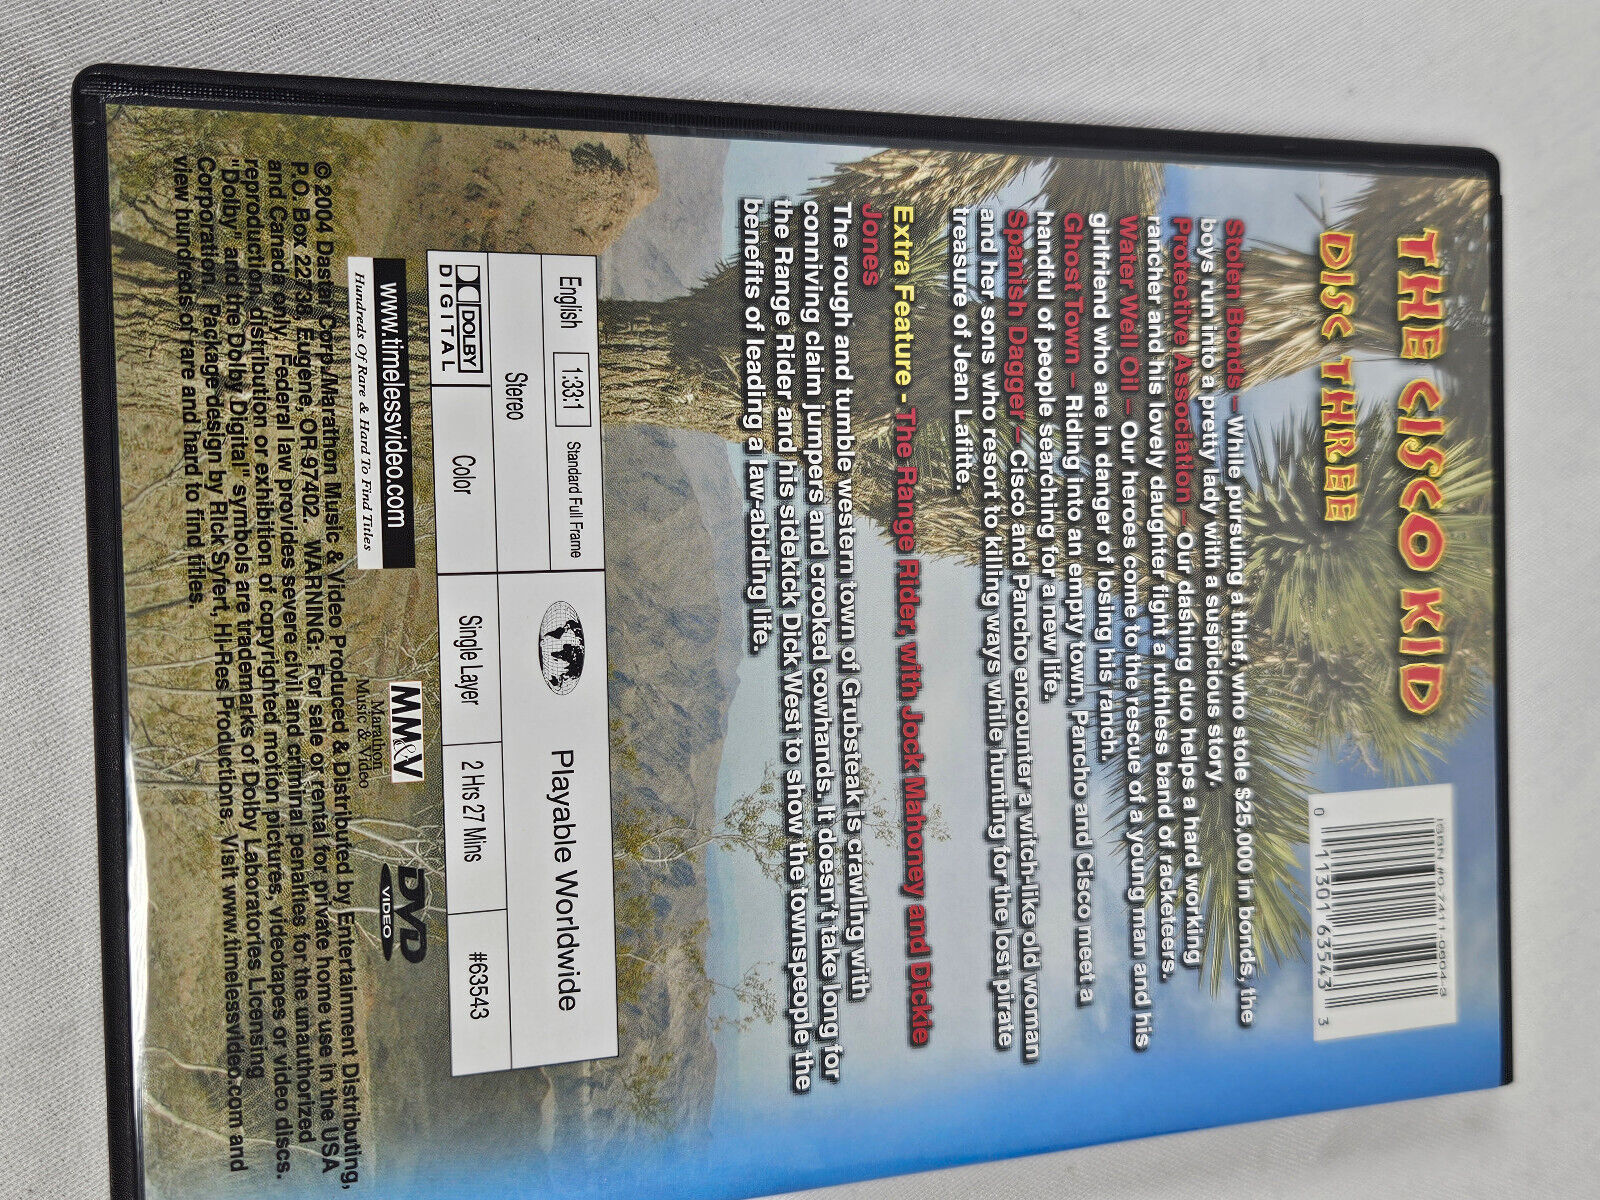 THE CISCO KID
DISC THREE
ISBN #0-7411-0694-3
0 11301 63543 3
Stolen Bonds – While pursuing a thief, who stole $25,000 in bonds, the
boys run into a pretty lady with a suspicious story.
Protective Association – Our dashing duo helps a hard working
rancher and his lovely daughter fight a ruthless band of racketeers.
Water Well Oil – Our heroes come to the rescue of a young man and his
girlfriend who are in danger of losing his ranch.
Ghost Town – Riding into an empty town, Pancho and Cisco meet a
handful of people searching for a new life.
Spanish Dagger – Cisco and Pancho encounter a witch-like old woman
and her sons who resort to killing ways while hunting for the lost pirate
treasure of Jean Lafitte.
Extra Feature - The Range Rider, with Jock Mahoney and Dickie
Jones
The rough and tumble western town of Grubsteak is crawling with
conniving claim jumpers and crooked cowhands. It doesn't take long for
the Range Rider and his sidekick Dick West to show the townspeople the
benefits of leading a law-abiding life.
English 1:33:1 Standard Full Frame
Stereo
Playable Worldwide
DOLBY
DIGITAL
Color
Single Layer
2 Hrs 27 Mins
#63543
www.timelessvideo.com
Hundreds Of Rare & Hard To Find Titles
MM&V
Marathon
Music & Video
DVD
VIDEO
© 2004 Dastar Corp./Marathon Music & Video Produced & Distributed by Entertainment Distributing,
P.O. Box 22738, Eugene, OR 97402. WARNING: For sale or rental for private home use in the USA
and Canada only. Federal law provides severe civil and criminal penalties for the unauthorized
reproduction, distribution or exhibition of copyrighted motion pictures, videotapes or video discs.
"Dolby" and the "Dolby Digital" symbols are trademarks of Dolby Laboratories Licensing
Corporation. Package design by Rick Syfert, Hi-Res Productions. Visit www.timelessvideo.com and
view hundreds of rare and hard to find titles.